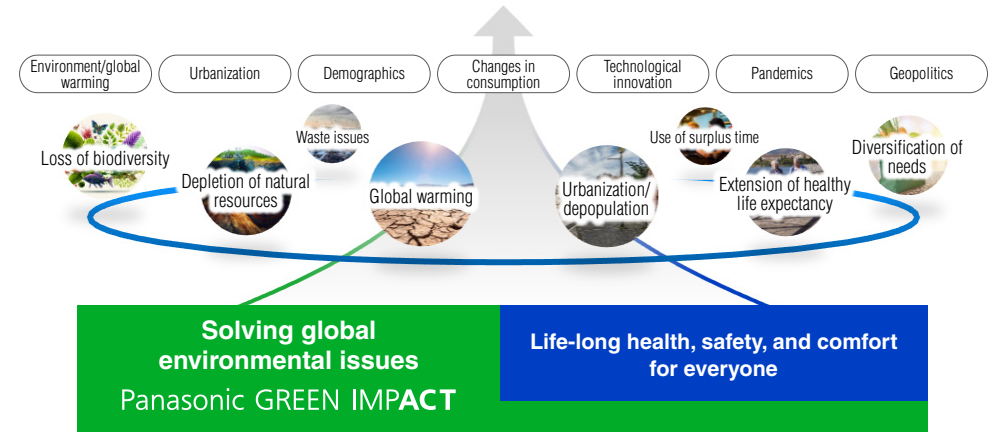 Environment/global
warming
Urbanization
Demographics
Changes in
consumption
Technological
innovation
Pandemics
Geopolitics
Loss of biodiversity
Waste issues
Use of surplus time
Diversification of
needs
Depletion of natural
resources
Global warming
Urbanization/
depopulation
Extension of healthy
life expectancy
Solving global
environmental issues
Panasonic GREEN IMPACT
Life-long health, safety, and comfort
for everyone